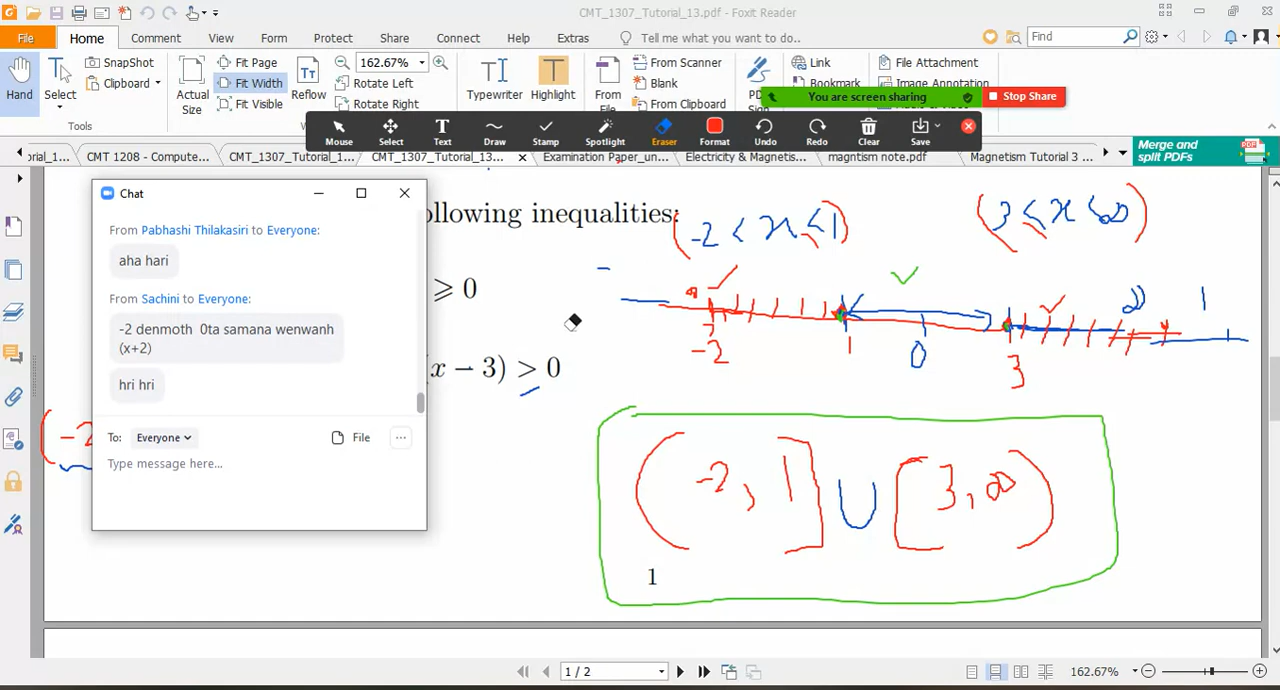 CMT_1307_Tutorial_13.pdf - Foxit Reader
File Home Comment View Form Protect Share Connect Help Extras Tell me what you want to do.. Find
Hand
Select
SnapShot
Clipboard
Actual Size
Fit Page
Fit Width
Fit Visible
Reflow
162.67%
Rotate Left
Rotate Right
Typewriter
Highlight
From File
From Scanner
Blank
From Clipboard
Link
Bookmark
File Attachment
Image Annotation
Tools
You are screen sharing Stop Share
Mouse Select Text Draw Stamp Spotlight Eraser Format Undo Redo Clear Save
CMT 1208 - Compute... CMT_1307_Tutorial_1... CMT_1307_Tutorial_13... Examination Paper_un... Electricity & Magnetis... magntism note.pdf Magnetism Tutorial 3 ...
Merge and split PDFs
Chat
From Pabhashi Thilakasiri to Everyone:
aha hari
From Sachini to Everyone:
-2 denmoth 0ta samana wenwanh
(x+2)
hri hri
To: Everyone File ...
Type message here...
ollowing inequalities:
(-2 < x ≤ 1)
(3 ≤ x < ∞)
⩾ 0
-2 1 0 3 ∞ 1
(x − 3) > 0
(-2
(-2, 1] ∪ [3, ∞)
1
1 / 2
162.67%